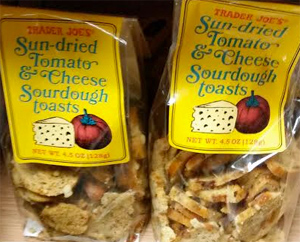 TRADER JOE'S
Sun-dried
Tomato
& Cheese
Sourdough
toasts
NET WT. 4.5 OZ (128g)
TRADER JOE'S
Sun-dried
Tomato
& Cheese
Sourdough
toasts
NET WT. 4.5 OZ (128g)